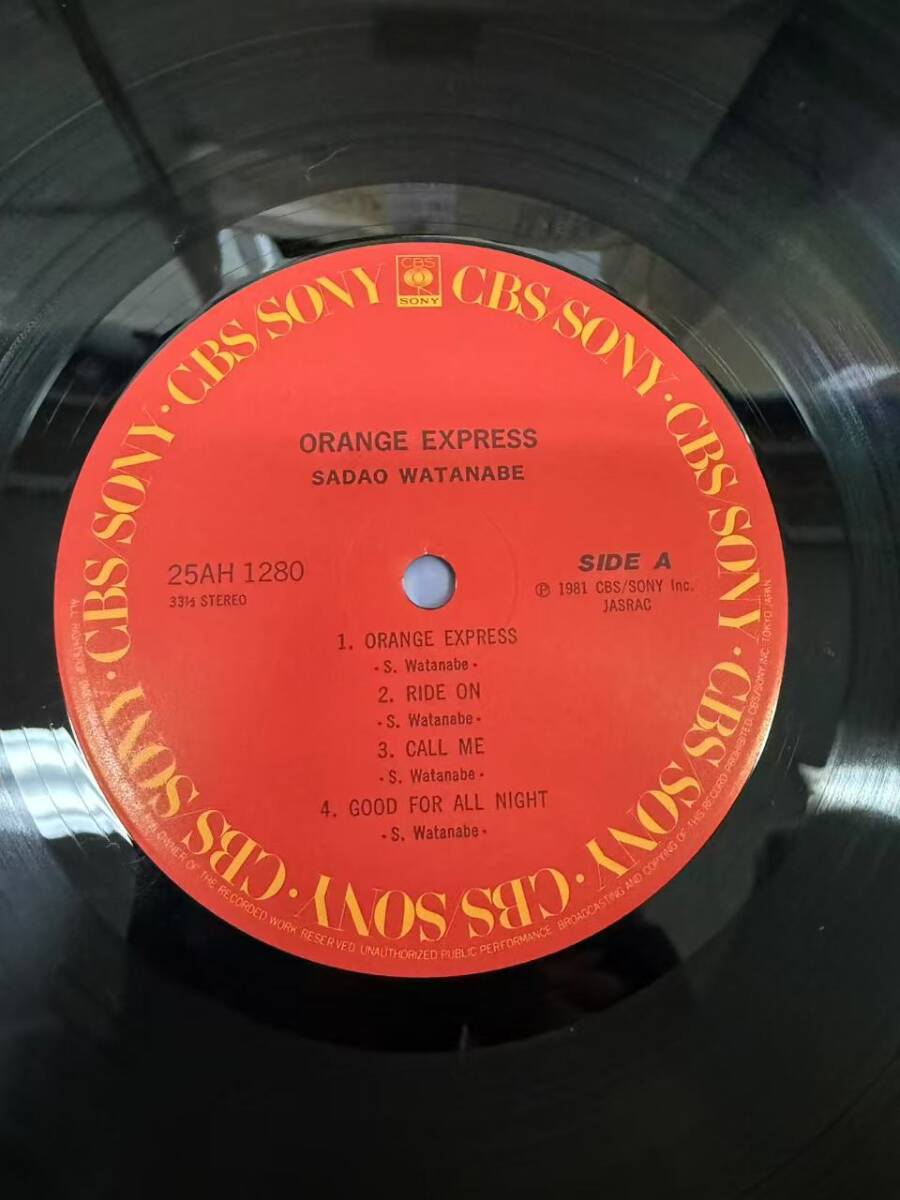 CBS
SONY
CBS/SONY · CBS/SONY · CBS/SONY · CBS/SONY · CBS/SONY · CBS/SONY · CBS/SONY · CBS/SONY
ORANGE EXPRESS
SADAO WATANABE
25AH 1280
33⅓ STEREO
SIDE A
Ⓟ 1981 CBS/SONY Inc.
JASRAC
1. ORANGE EXPRESS
- S. Watanabe -
2. RIDE ON
- S. Watanabe -
3. CALL ME
- S. Watanabe -
4. GOOD FOR ALL NIGHT
- S. Watanabe -
ALL RIGHTS OF OWNER OF THE RECORDED WORK RESERVED UNAUTHORIZED PUBLIC PERFORMANCE BROADCASTING AND COPYING OF THIS RECORD PROHIBITED. CBS/SONY INC. TOKYO JAPAN